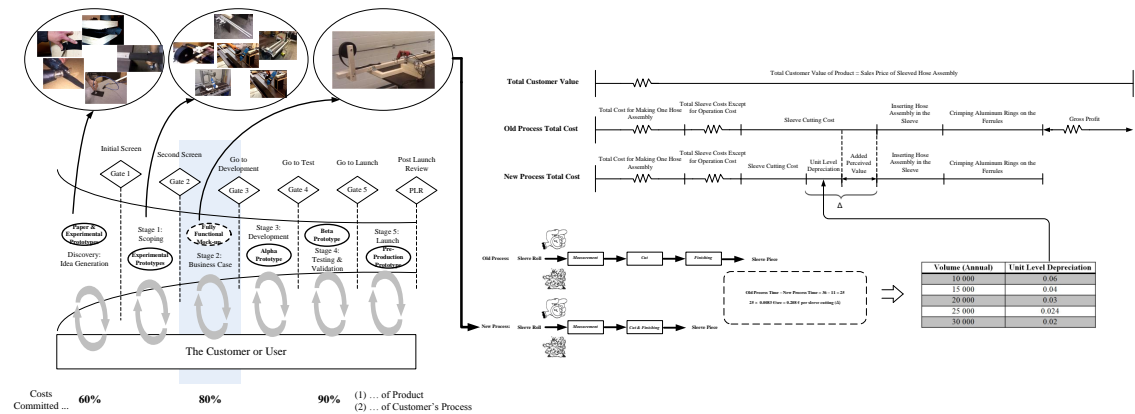 Initial Screen
Second Screen
Go to
Development
Go to Test
Go to Launch
Post Launch
Review
Gate 1
Gate 2
Gate 3
Gate 4
Gate 5
PLR
Paper &
Experimental
Prototypes
Discovery:
Idea Generation
Stage 1:
Scoping
Experimental
Prototypes
Fully
Functional
Mock-up
Stage 2:
Business Case
Stage 3:
Development
Alpha
Prototype
Beta
Prototype
Stage 4:
Testing &
Validation
Stage 5:
Launch
Pre-
Production
Prototype
The Customer or User
Costs
Committed ...
60%
80%
90%
(1) … of Product
(2) … of Customer's Process
Total Customer Value
Total Customer Value of Product = Sales Price of Sleeved Hose Assembly
Old Process Total Cost
Total Cost for Making One Hose
Assembly
Total Sleeve Costs Except
for Operation Cost
Sleeve Cutting Cost
Inserting Hose
Assembly in the
Sleeve
Crimping Aluminum Rings on the
Ferrules
Gross Profit
New Process Total Cost
Total Cost for Making One Hose
Assembly
Total Sleeve Costs Except
for Operation Cost
Sleeve Cutting Cost
Unit Level
Depreciation
Added
Perceived
Value
Inserting Hose
Assembly in the
Sleeve
Crimping Aluminum Rings on the
Ferrules
Δ
Old Process:
Sleeve Roll
Measurement
Cut
Finishing
Sleeve Piece
New Process:
Sleeve Roll
Measurement
Cut & Finishing
Sleeve Piece
Old Process Time – New Process Time = 36 – 11 = 25
per sleeve cutting (Δ)
Volume (Annual) Unit Level Depreciation
10 000 0.06
15 000 0.04
20 000 0.03
25 000 0.024
30 000 0.02